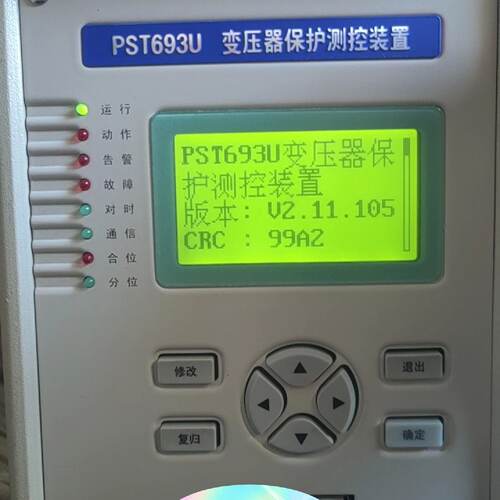 PST693U 变压器保护测控装置
运行
动作
告警
故障
对时
通信
合位
分位
PST693U变压器保
护测控装置
版本: V2.11.105
CRC : 99A2
修改
退出
复归
确定